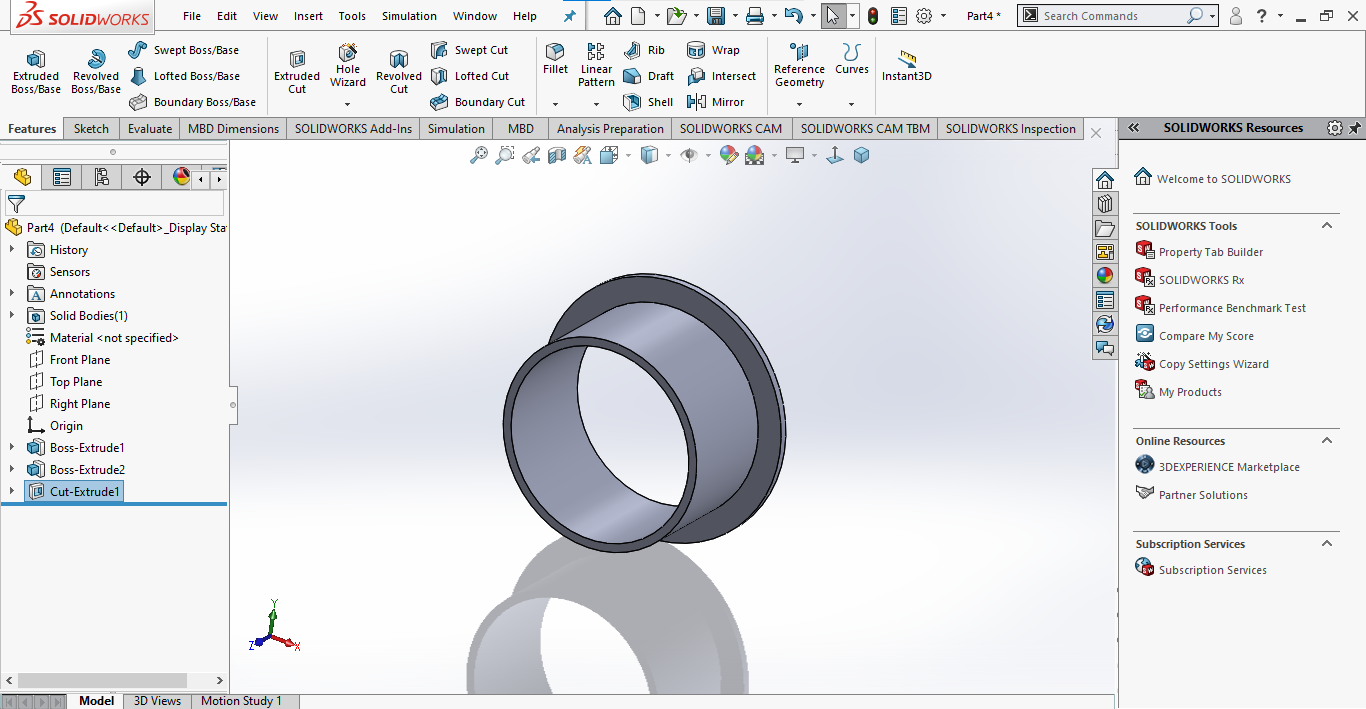 SOLIDWORKS File Edit View Insert Tools Simulation Window Help Part4 * Search Commands ?
Extruded Boss/Base
Revolved Boss/Base
Swept Boss/Base
Lofted Boss/Base
Boundary Boss/Base
Extruded Cut
Hole Wizard
Revolved Cut
Swept Cut
Lofted Cut
Boundary Cut
Fillet
Linear Pattern
Rib
Draft
Shell
Wrap
Intersect
Mirror
Reference Geometry
Curves
Instant3D
Features Sketch Evaluate MBD Dimensions SOLIDWORKS Add-Ins Simulation MBD Analysis Preparation SOLIDWORKS CAM SOLIDWORKS CAM TBM SOLIDWORKS Inspection
Part4 (Default<<Default>_Display Sta
History
Sensors
Annotations
Solid Bodies(1)
Material <not specified>
Front Plane
Top Plane
Right Plane
Origin
Boss-Extrude1
Boss-Extrude2
Cut-Extrude1
Y
Z
X
Model 3D Views Motion Study 1
SOLIDWORKS Resources
Welcome to SOLIDWORKS
SOLIDWORKS Tools
Property Tab Builder
SOLIDWORKS Rx
Performance Benchmark Test
Compare My Score
Copy Settings Wizard
My Products
Online Resources
3DEXPERIENCE Marketplace
Partner Solutions
Subscription Services
Subscription Services